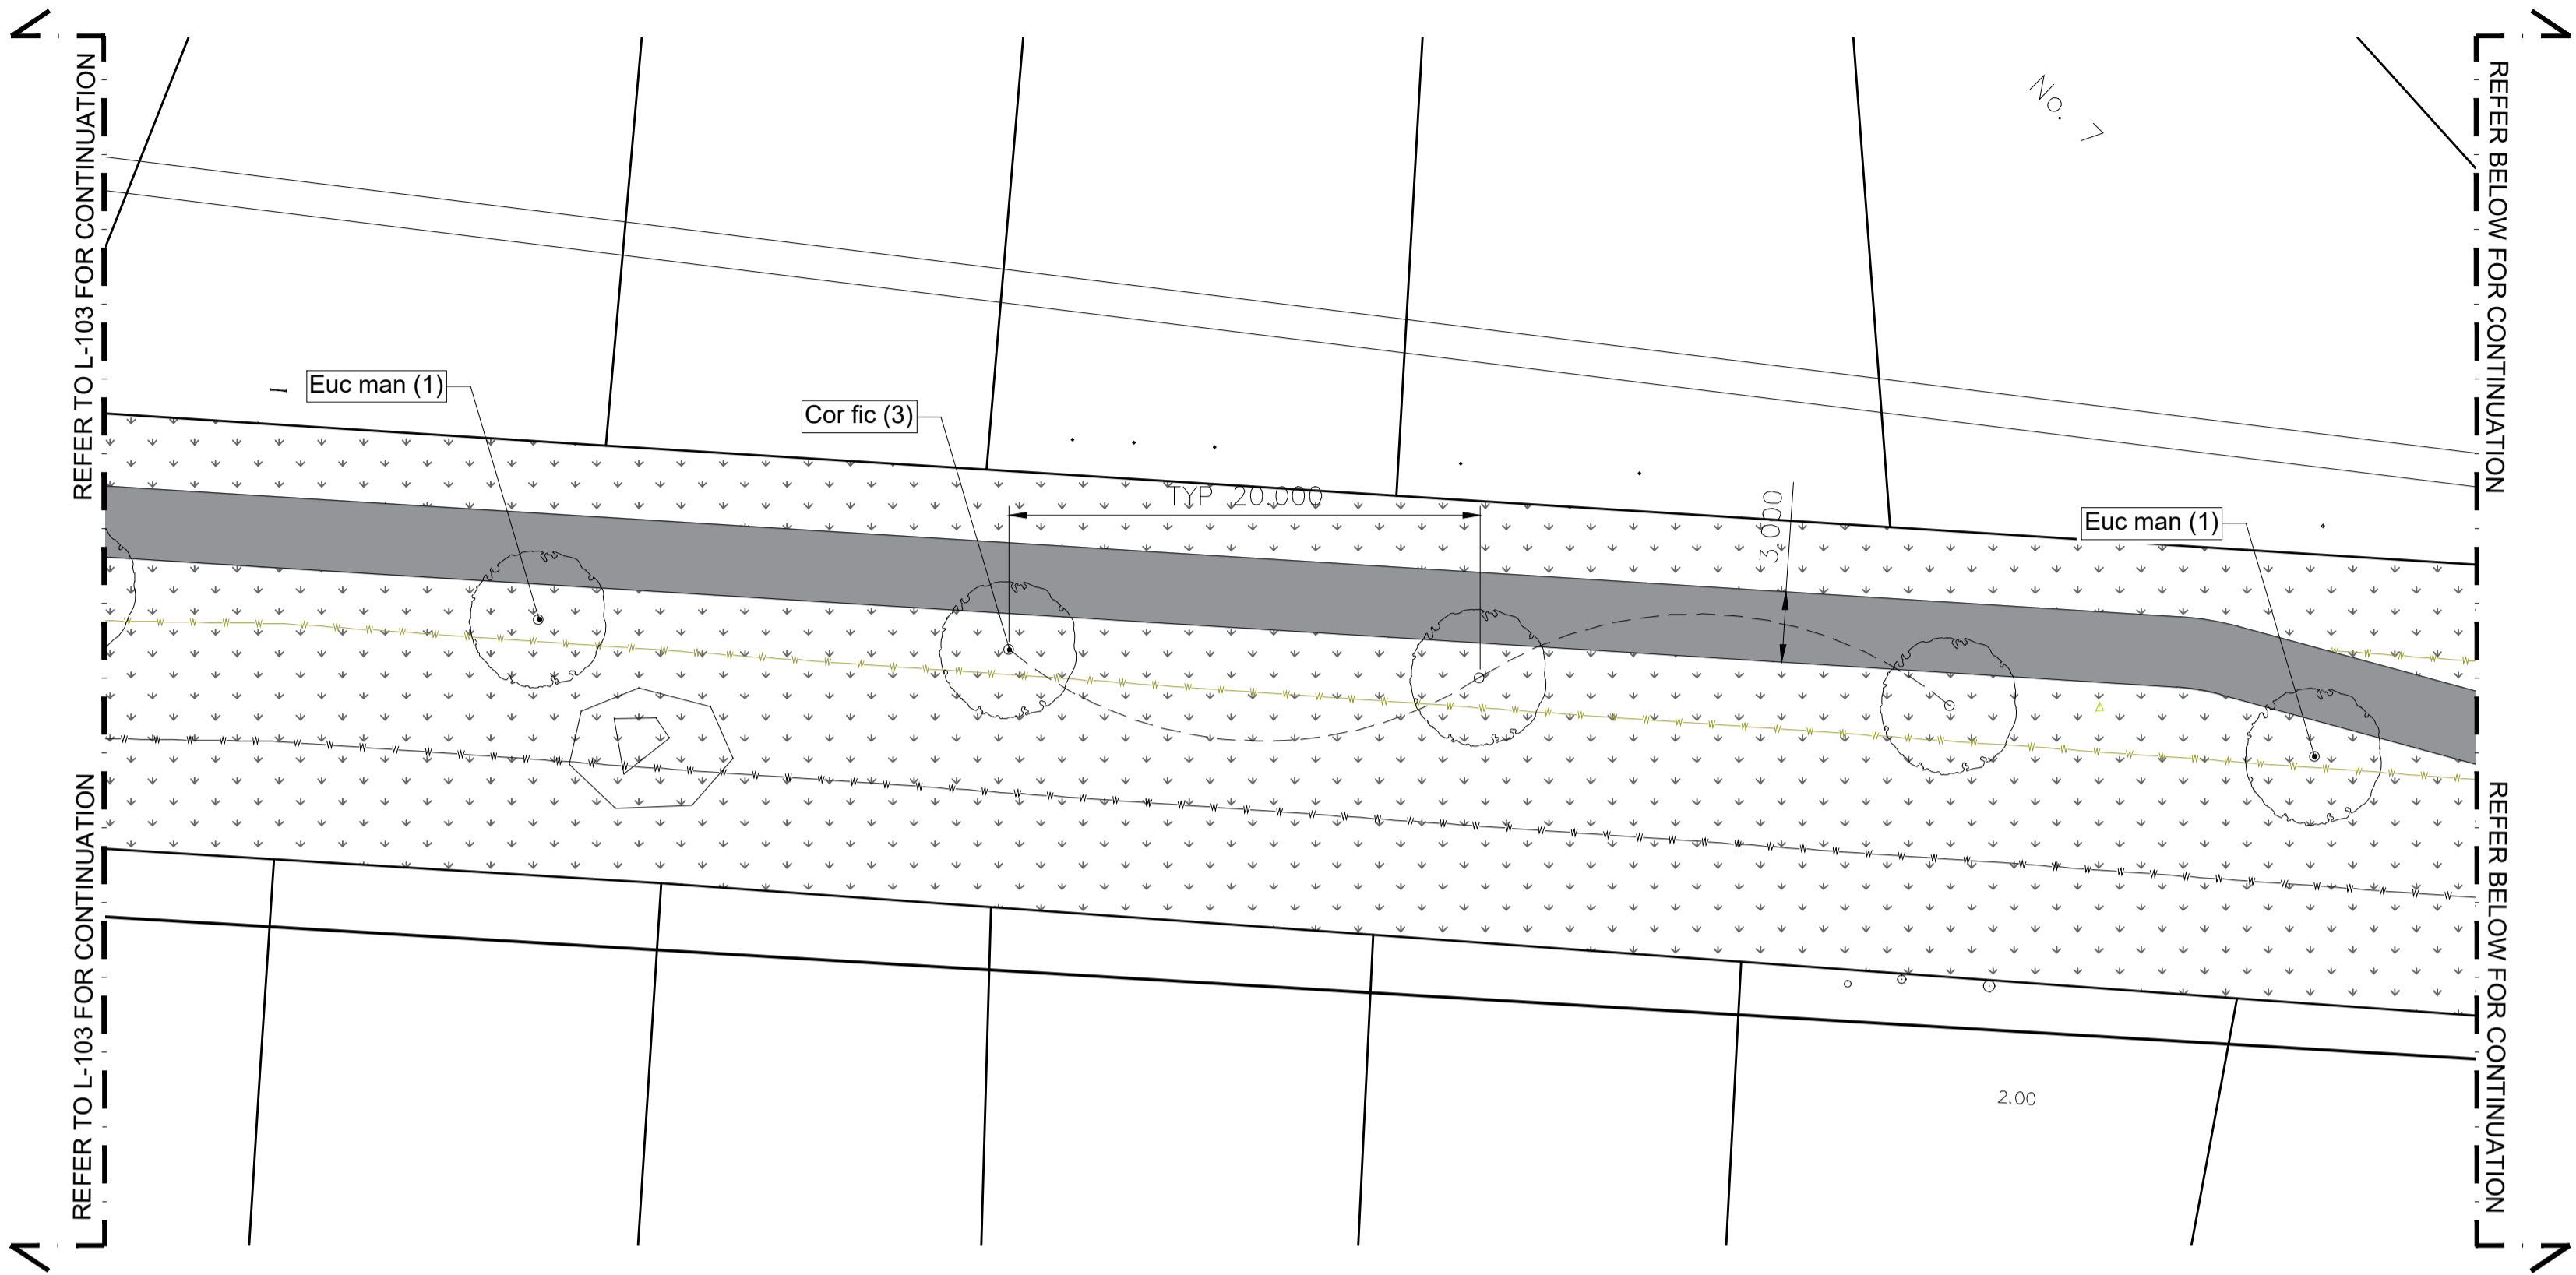 REFER TO L-103 FOR CONTINUATION
REFER BELOW FOR CONTINUATION
No. 7
Euc man (1)
Cor fic (3)
TYP 20.000
3.000
Euc man (1)
REFER TO L-103 FOR CONTINUATION
REFER BELOW FOR CONTINUATION
2.00